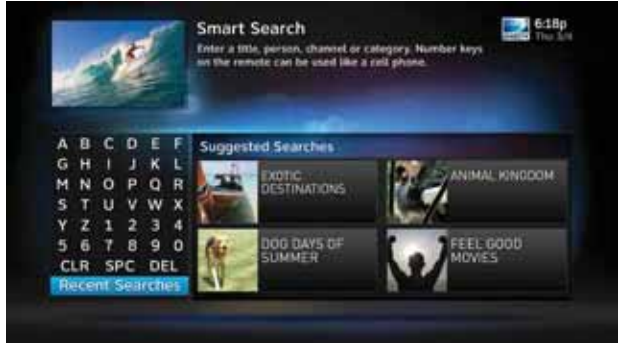 Smart Search
Enter a title, person, channel or category. Number keys
on the remote can be used like a cell phone.
6:18p
Thu 3/4
A B C D E F
G H I J K L
M N O P Q R
S T U V W X
Y Z 1 2 3 4
5 6 7 8 9 0
CLR SPC DEL
Recent Searches
Suggested Searches
EXOTIC
DESTINATIONS
ANIMAL KINGDOM
DOG DAYS OF
SUMMER
FEEL GOOD
MOVIES